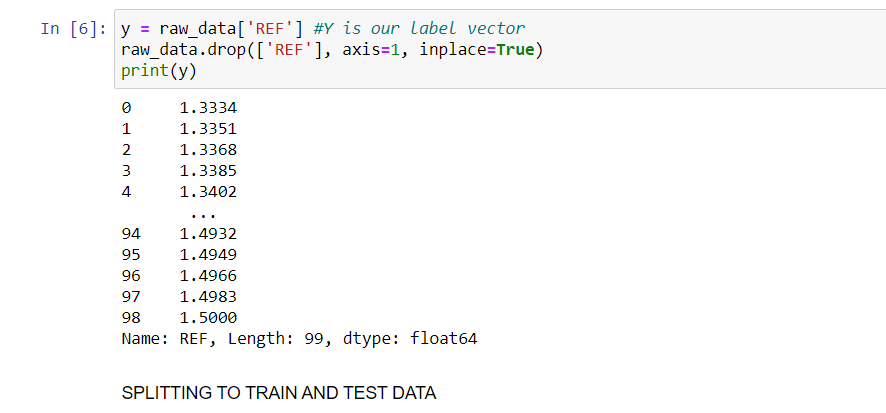 In [6]: y = raw_data['REF'] #Y is our label vector
raw_data.drop(['REF'], axis=1, inplace=True)
print(y)
0     1.3334
1     1.3351
2     1.3368
3     1.3385
4     1.3402
       ...
94    1.4932
95    1.4949
96    1.4966
97    1.4983
98    1.5000
Name: REF, Length: 99, dtype: float64
SPLITTING TO TRAIN AND TEST DATA